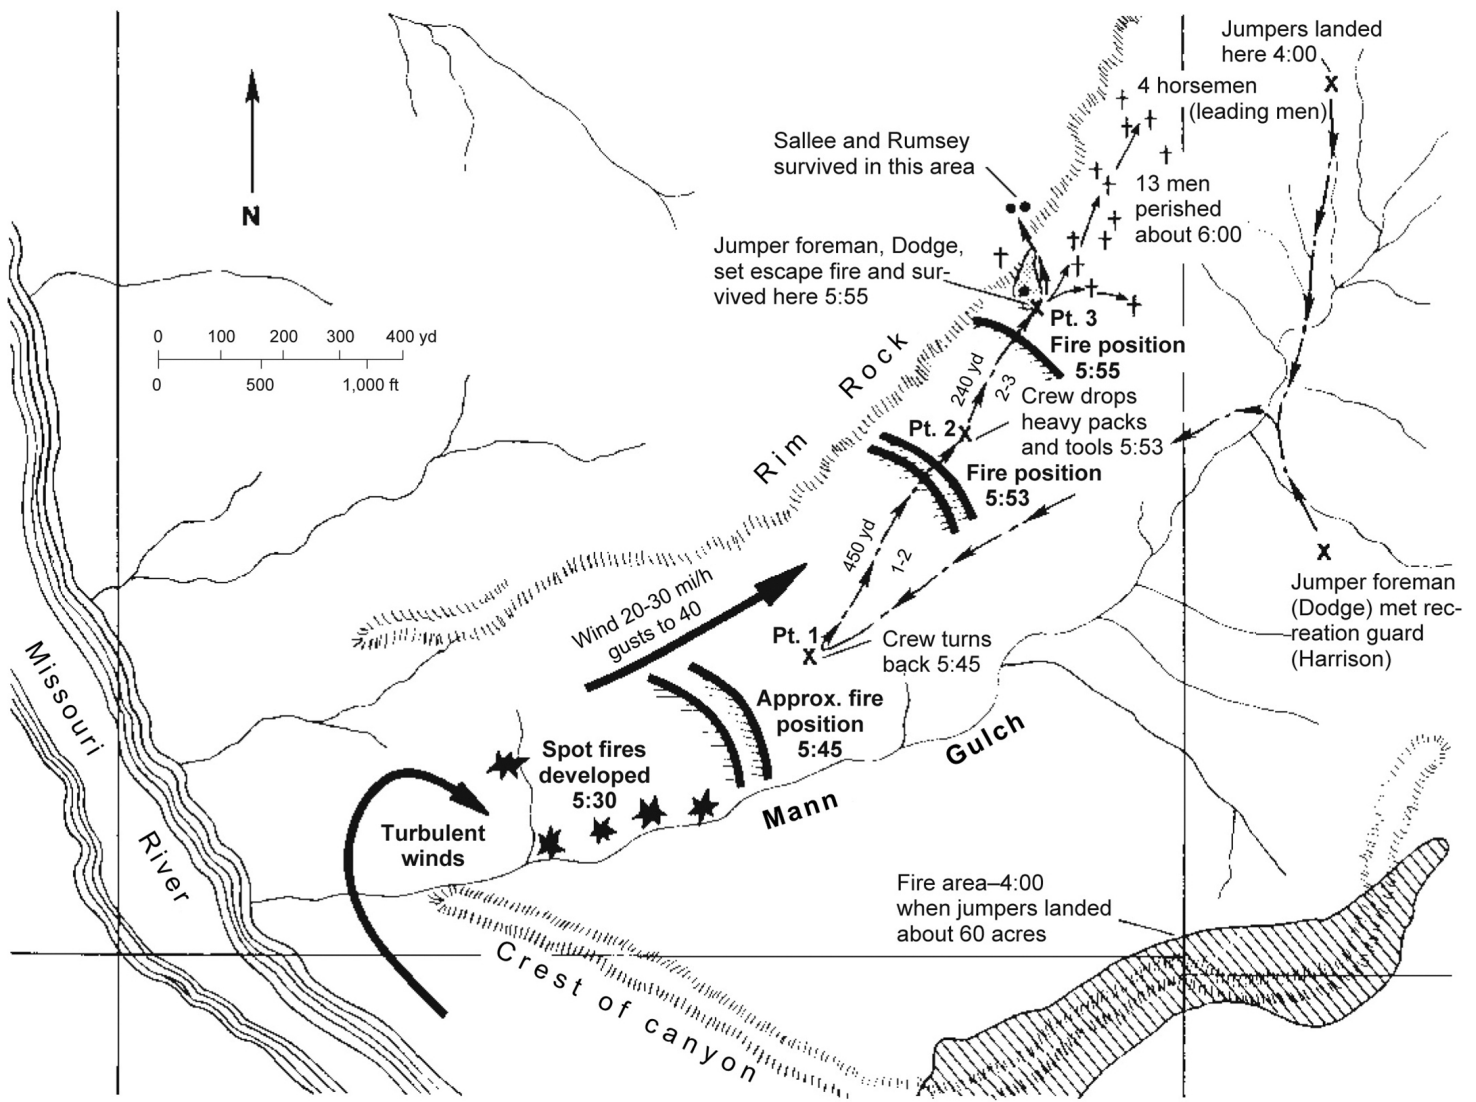 Jumpers landed
here 4:00
X
4 horsemen
(leading men)
Sallee and Rumsey
survived in this area
13 men
perished
about 6:00
N
Jumper foreman, Dodge,
set escape fire and sur-
vived here 5:55
X
Pt. 3
Fire position
5:55
0 100 200 300 400 yd
0 500 1,000 ft
Rim Rock
240 yd
2-3
Crew drops
heavy packs
and tools 5:53
Pt. 2 X
Fire position
5:53
450 yd
1-2
X
Jumper foreman
(Dodge) met rec-
reation guard
(Harrison)
Wind 20-30 mi/h
gusts to 40
Pt. 1
X
Crew turns
back 5:45
Missouri
River
Approx. fire
position
5:45
Mann Gulch
Spot fires
developed
5:30
Turbulent
winds
Fire area–4:00
when jumpers landed
about 60 acres
Crest of canyon